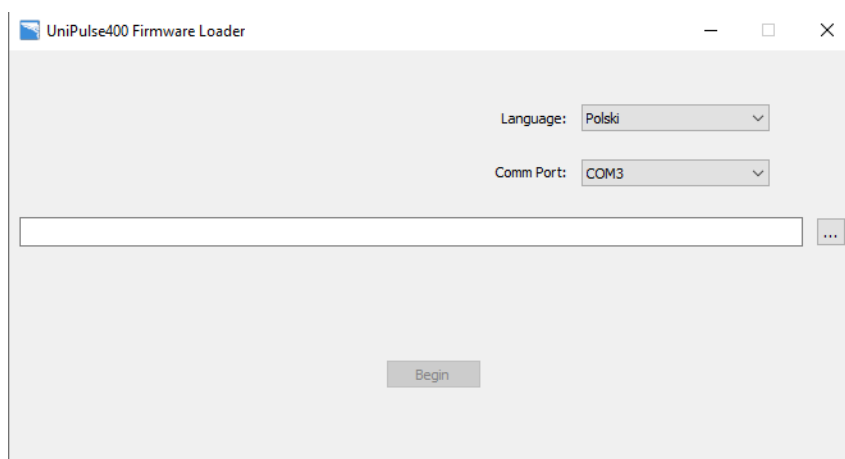 UniPulse400 Firmware Loader
Language: Polski
Comm Port: COM3
...
Begin